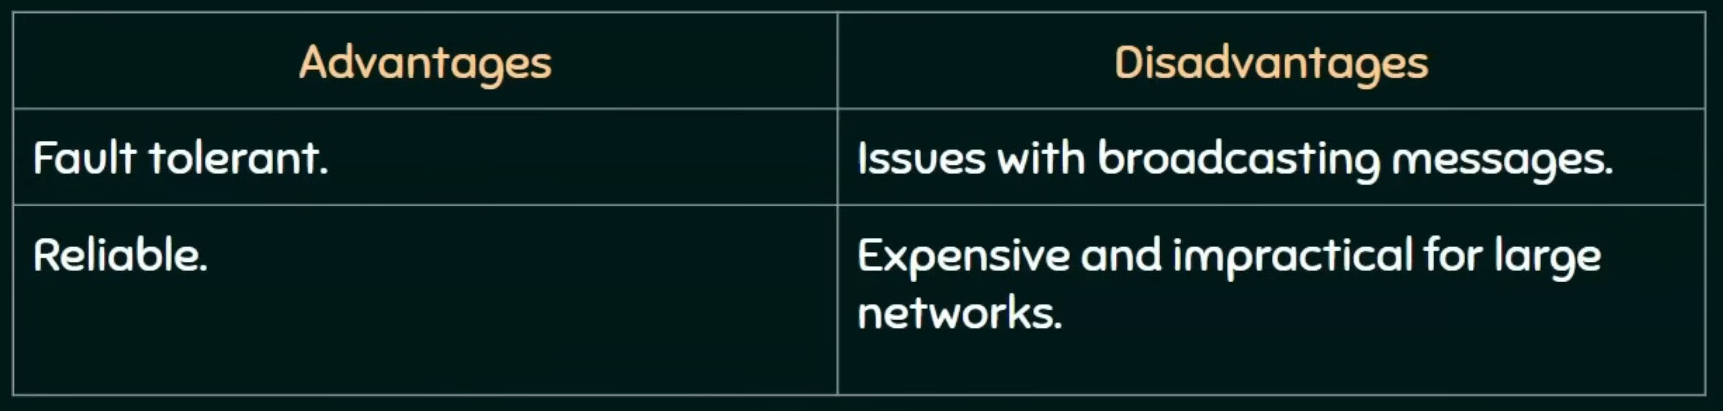 Advantages
Disadvantages
Fault tolerant.
Issues with broadcasting messages.
Reliable.
Expensive and impractical for large
networks.